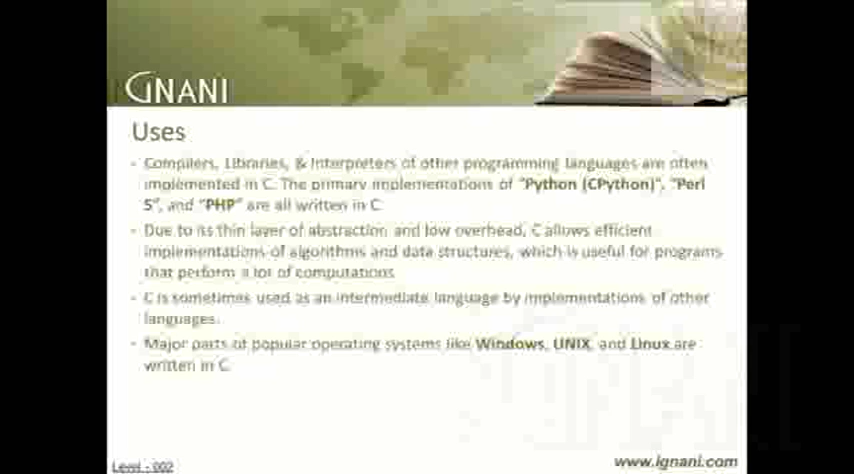 IGNANI
Uses
- Compilers, Libraries, & Interpreters of other programming languages are often
implemented in C. The primary implementations of "Python (CPython)", "Perl
5", and "PHP" are all written in C.
- Due to its thin layer of abstraction and low overhead, C allows efficient
implementations of algorithms and data structures, which is useful for programs
that perform a lot of computations.
- C is sometimes used as an intermediate language by implementations of other
languages.
- Major parts of popular operating systems like Windows, UNIX, and Linux are
written in C.
Level - 002
www.ignani.com